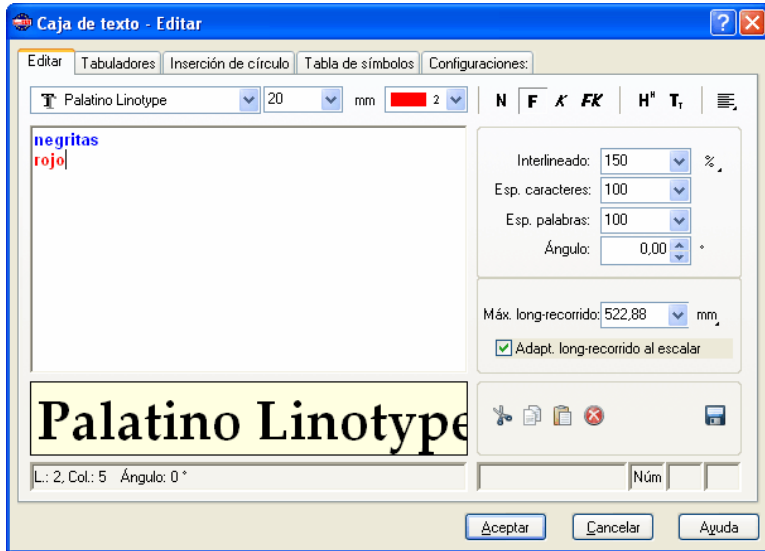 Caja de texto - Editar
Editar Tabuladores Inserción de círculo Tabla de símbolos Configuraciones:
Palatino Linotype 20 mm 2 N F K FK H" T,
negritas
rojo
Interlineado: 150 %
Esp. caracteres: 100
Esp. palabras: 100
Ángulo: 0,00 °
Máx. long-recorrido: 522,88 mm
Adapt. long-recorrido al escalar
Palatino Linotype
L.: 2, Col.: 5 Ángulo: 0 ° Núm
Aceptar Cancelar Ayuda